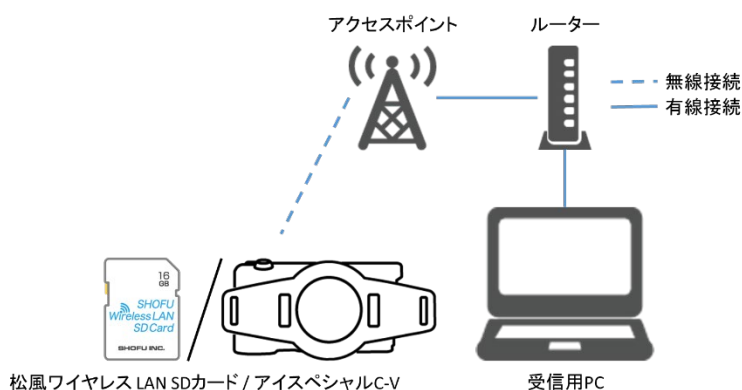 アクセスポイント
ルーター
無線接続
有線接続
16
GB
SHOFU
WirelessLAN
SD Card
SHOFU INC.
松風ワイヤレス LAN SDカード / アイスペシャルC-V
受信用PC